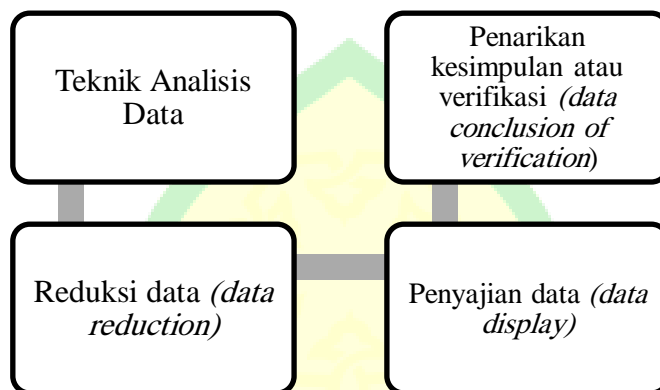 Teknik Analisis
Data
Penarikan
kesimpulan atau
verifikasi (data
conclusion of
verification)
Reduksi data (data
reduction)
Penyajian data (data
display)